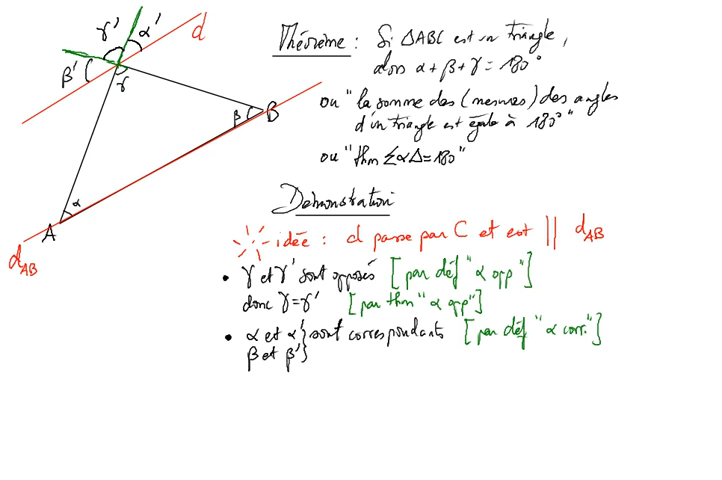 γ' α' d
β' γ
β B
A α
d_AB
Théorème : Si ΔABC est un triangle,
alors α + β + γ = 180°
ou "la somme des (mesures) des angles
d'un triangle est égale à 180°"
ou "thm Σ∢Δ = 180°"
Démonstration
idée : d passe par C et est || d_AB
• γ et γ' sont opposés [par déf "∢ opp"]
donc γ = γ' [par thm "∢ opp"]
• α et α' } sont correspondants [par déf "∢ corr."]
β et β' }